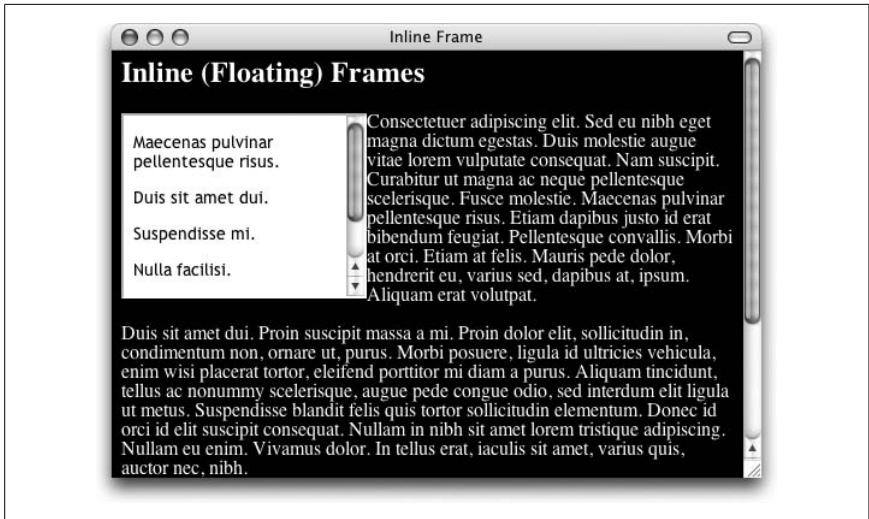 Inline Frame
Inline (Floating) Frames
Maecenas pulvinar
pellentesque risus.
Duis sit amet dui.
Suspendisse mi.
Nulla facilisi.
Consectetuer adipiscing elit. Sed eu nibh eget
magna dictum egestas. Duis molestie augue
vitae lorem vulputate consequat. Nam suscipit.
Curabitur ut magna ac neque pellentesque
scelerisque. Fusce molestie. Maecenas pulvinar
pellentesque risus. Etiam dapibus justo id erat
bibendum feugiat. Pellentesque convallis. Morbi
at orci. Etiam at felis. Mauris pede dolor,
hendrerit eu, varius sed, dapibus at, ipsum.
Aliquam erat volutpat.
Duis sit amet dui. Proin suscipit massa a mi. Proin dolor elit, sollicitudin in,
condimentum non, ornare ut, purus. Morbi posuere, ligula id ultricies vehicula,
enim wisi placerat tortor, eleifend porttitor mi diam a purus. Aliquam tincidunt,
tellus ac nonummy scelerisque, augue pede congue odio, sed interdum elit ligula
ut metus. Suspendisse blandit felis quis tortor sollicitudin elementum. Donec id
orci id elit suscipit consequat. Nullam in nibh sit amet lorem tristique adipiscing.
Nullam eu enim. Vivamus dolor. In tellus erat, iaculis sit amet, varius quis,
auctor nec, nibh.